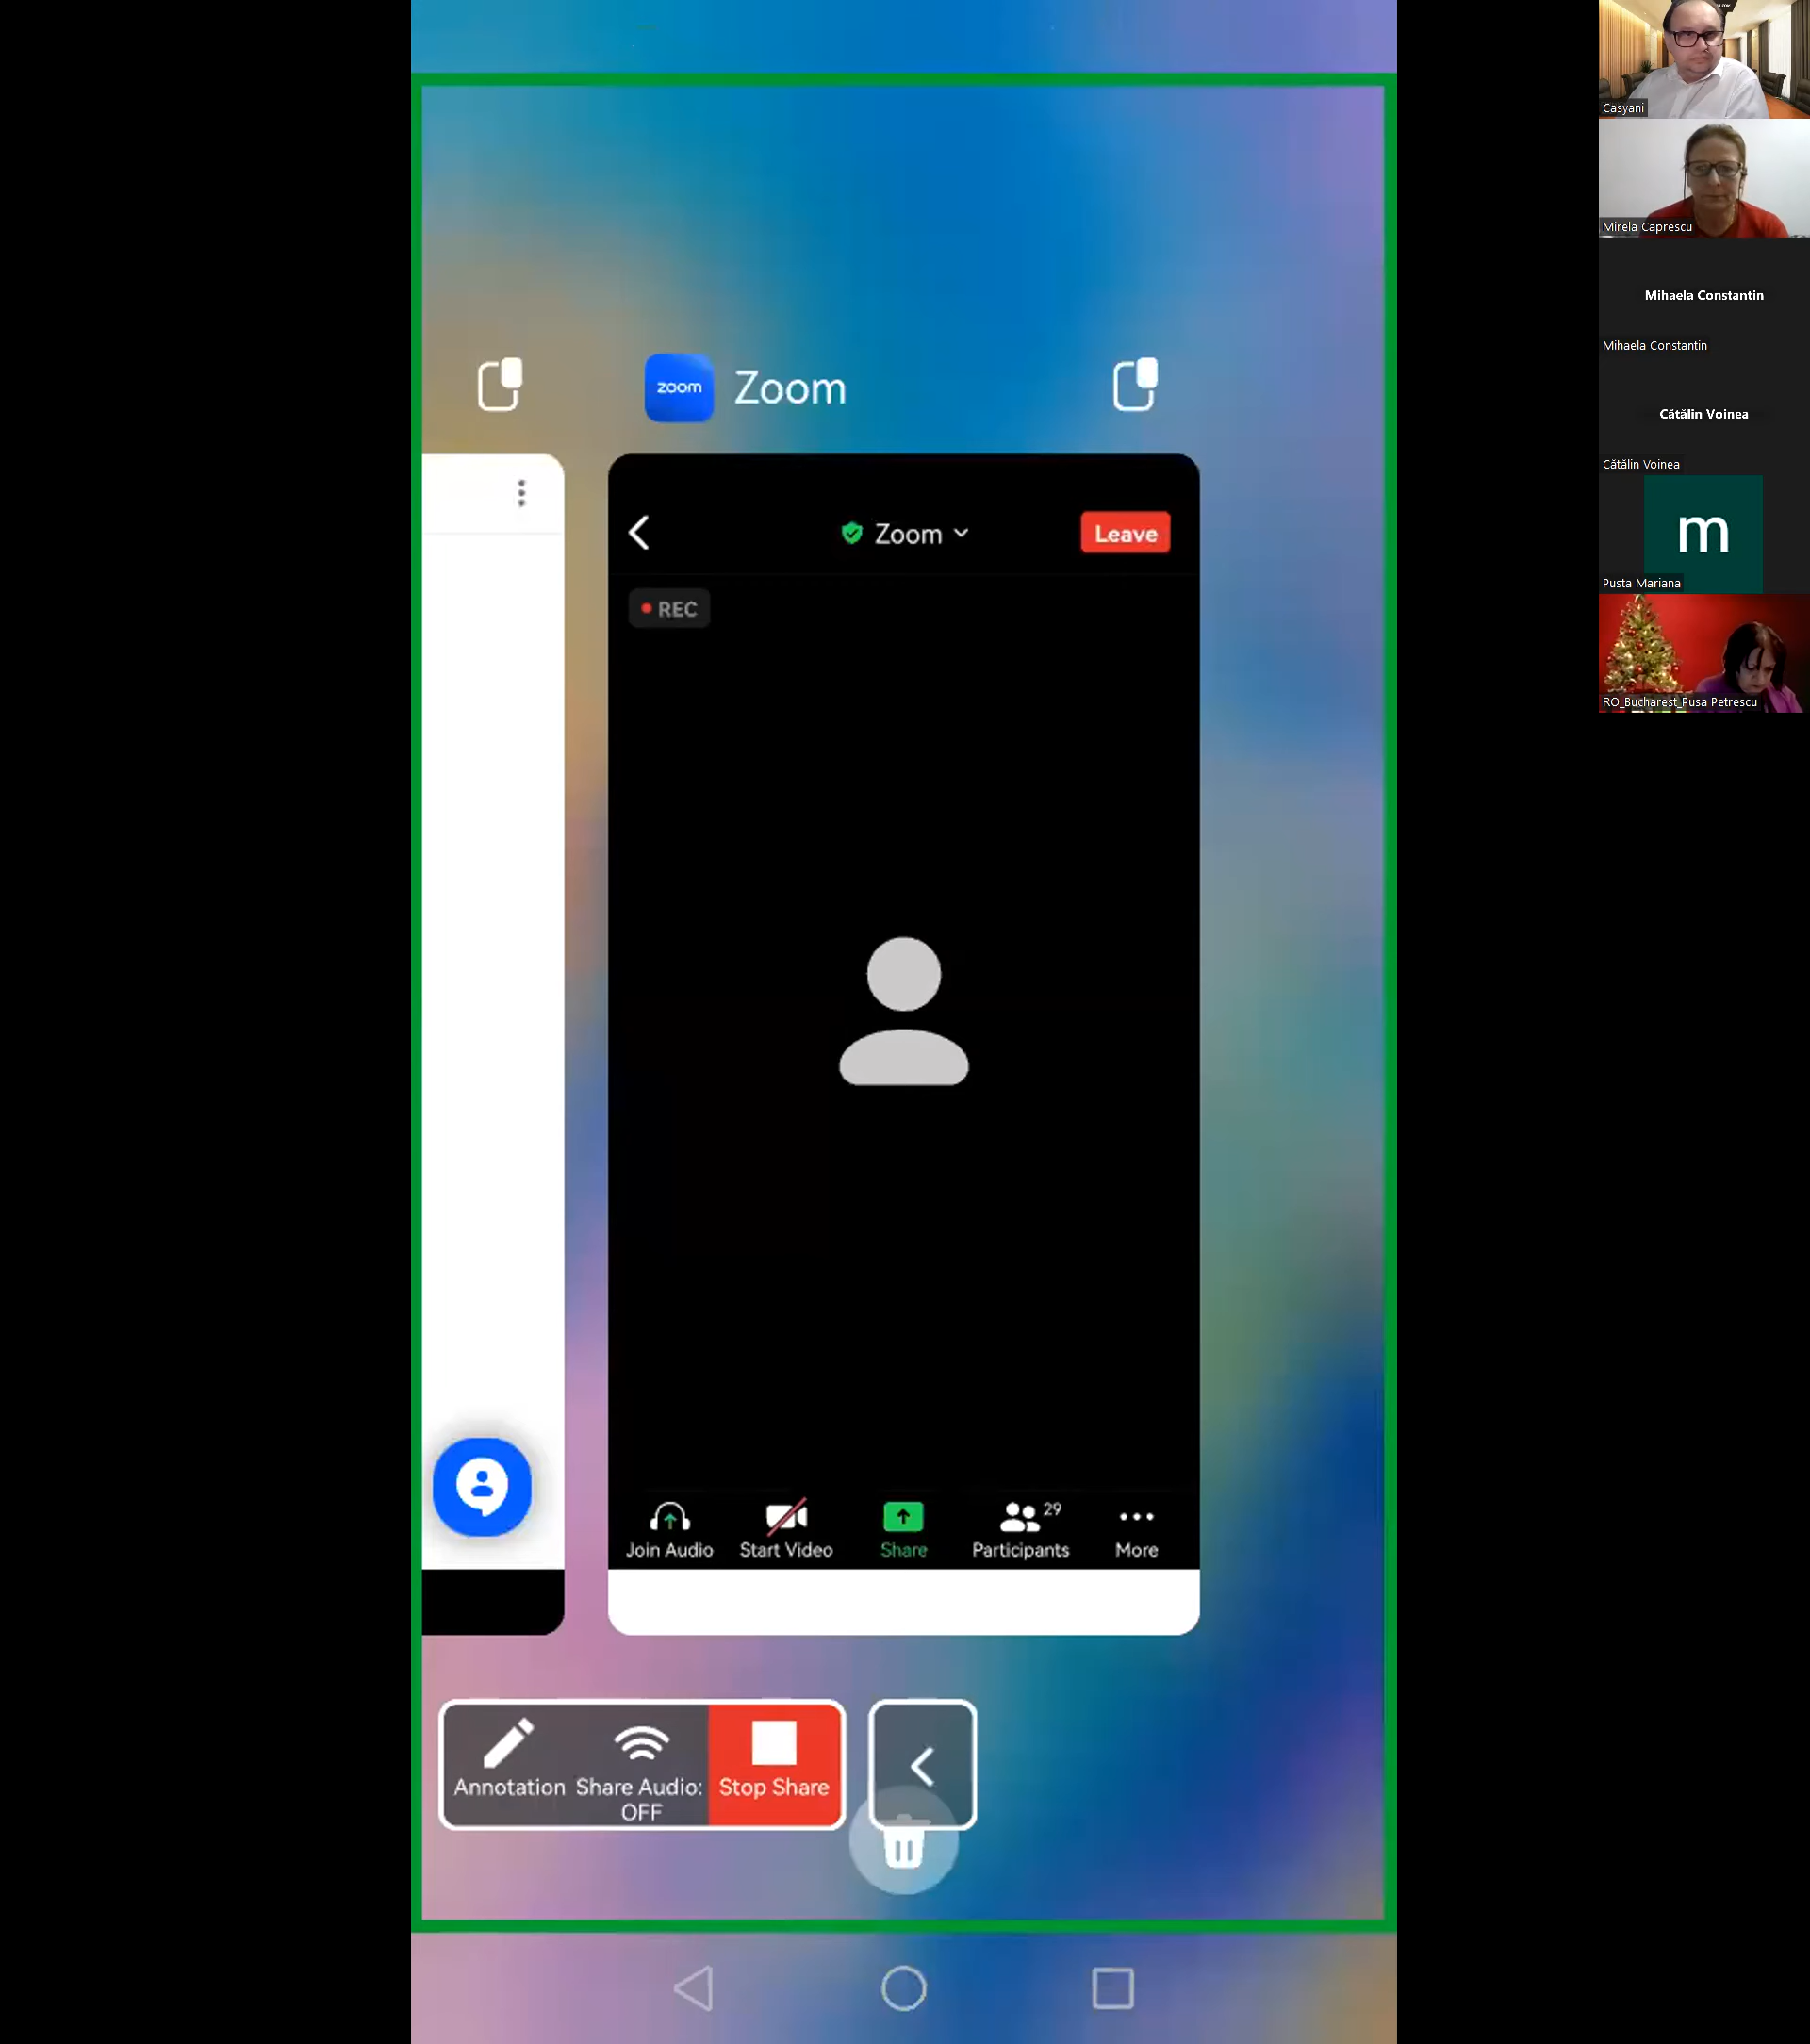 zoom Zoom
Zoom
Leave
REC
29
Join Audio
Start Video
Share
Participants
More
Annotation
Share Audio:
OFF
Stop Share
Casyani
Mirela Caprescu
Mihaela Constantin
Mihaela Constantin
Cătălin Voinea
Cătălin Voinea
m
Pusta Mariana
RO_Bucharest_Pusa Petrescu